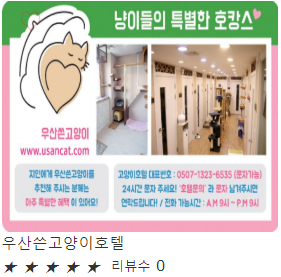 냥이들의 특별한 호캉스
우산쓴고양이
www.usancat.com
지인에게 우산쓴고양이를
추천해 주시는 분께는
아주 특별한 혜택 이 있어요!
고양이호텔 대표번호 : 0507-1323-6535 (문자가능)
24시간 문자 주세요! '호텔문의' 라 문자 남겨주시면
연락드립니다! / 전화 가능시간 : AM 9시 ~ PM 9시
우산쓴고양이호텔
★ ★ ★ ★ ★ 리뷰수 0